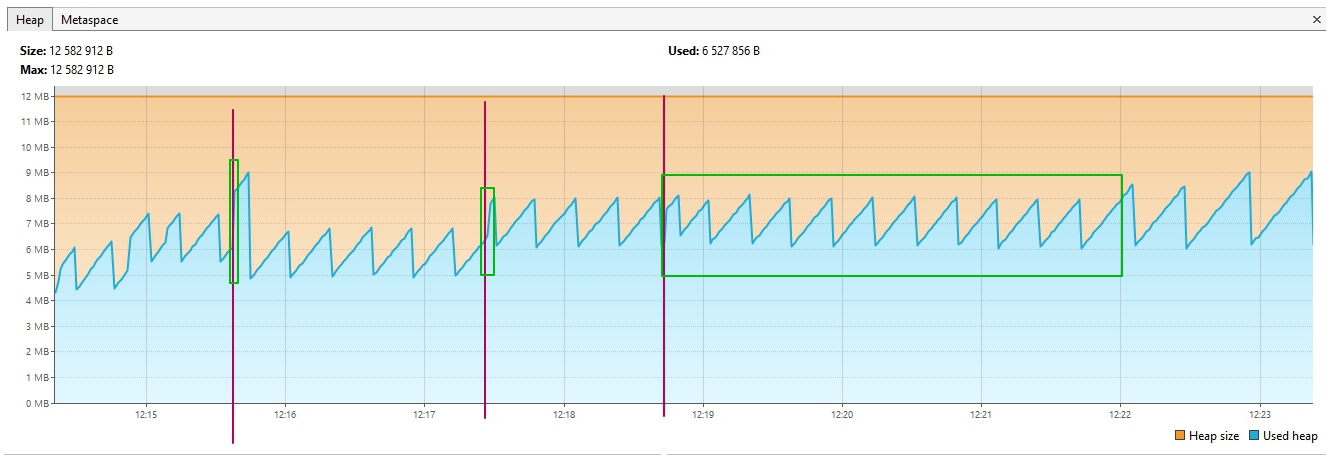 Heap Metaspace ×
Size: 12 582 912 B Used: 6 527 856 B
Max: 12 582 912 B
12 MB
11 MB
10 MB
9 MB
8 MB
7 MB
6 MB
5 MB
4 MB
3 MB
2 MB
1 MB
0 MB
12:15 12:16 12:17 12:18 12:19 12:20 12:21 12:22 12:23
Heap size Used heap